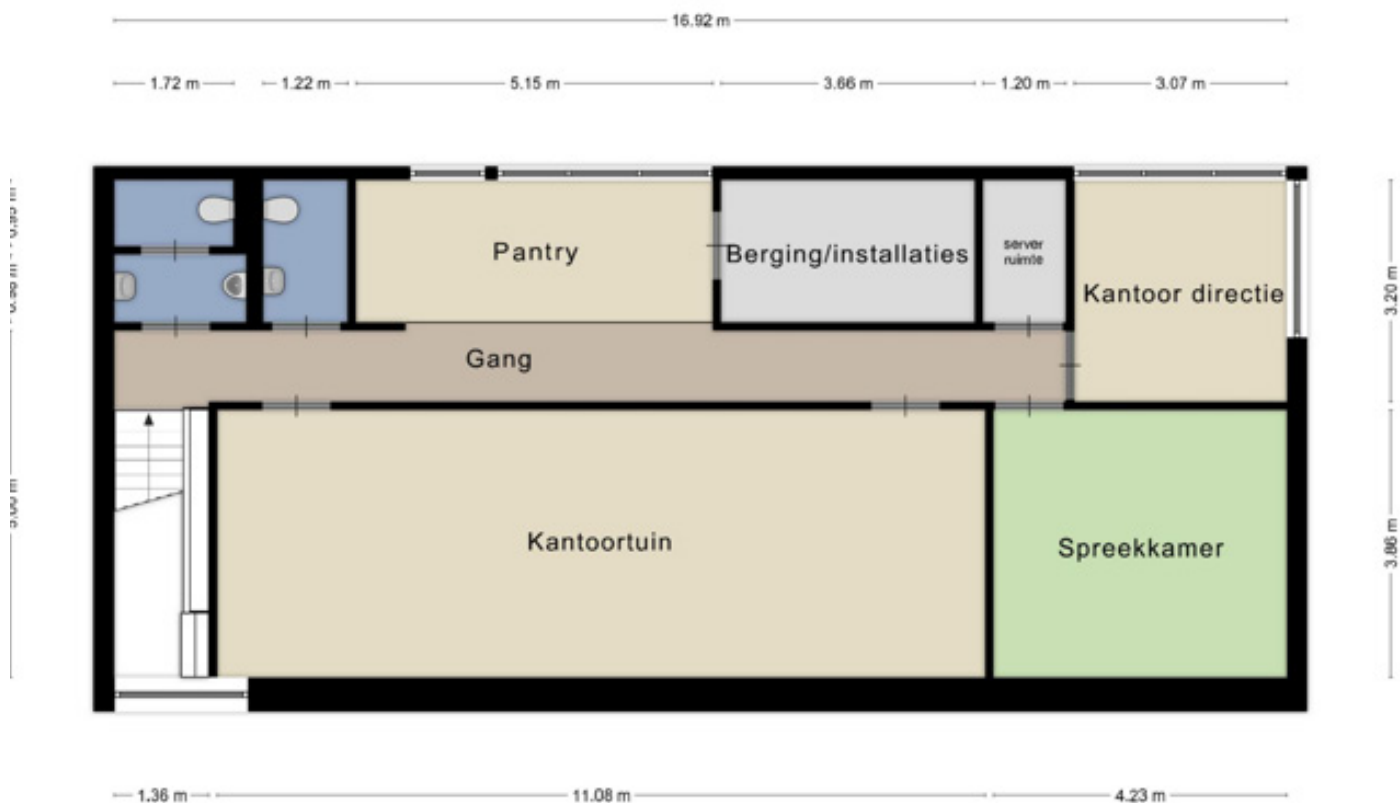 16.92 m
1.72 m
1.22 m
5.15 m
3.66 m
1.20 m
3.07 m
Pantry
Berging/installaties
server
ruimte
Kantoor directie
3.20 m
Gang
Kantoortuin
Spreekkamer
3.86 m
1.36 m
11.08 m
4.23 m